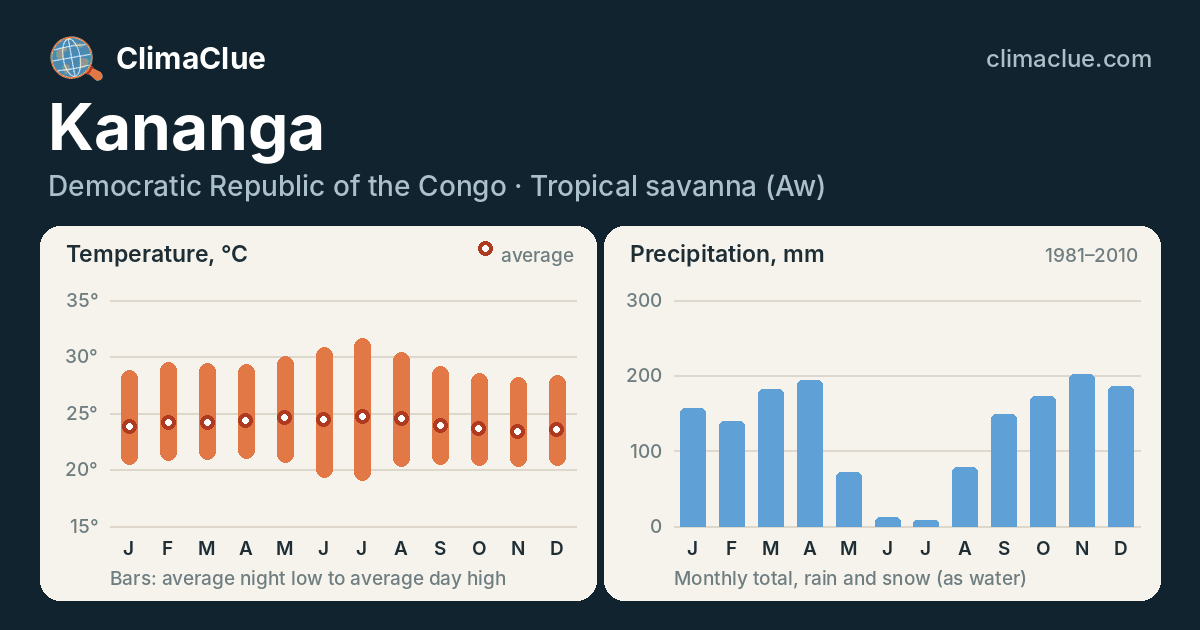 ClimaClue
climaclue.com
Kananga
Democratic Republic of the Congo · Tropical savanna (Aw)
Temperature, °C
average
35°
30°
25°
20°
15°
J F M A M J J A S O N D
Bars: average night low to average day high
Precipitation, mm
1981–2010
300
200
100
0
J F M A M J J A S O N D
Monthly total, rain and snow (as water)